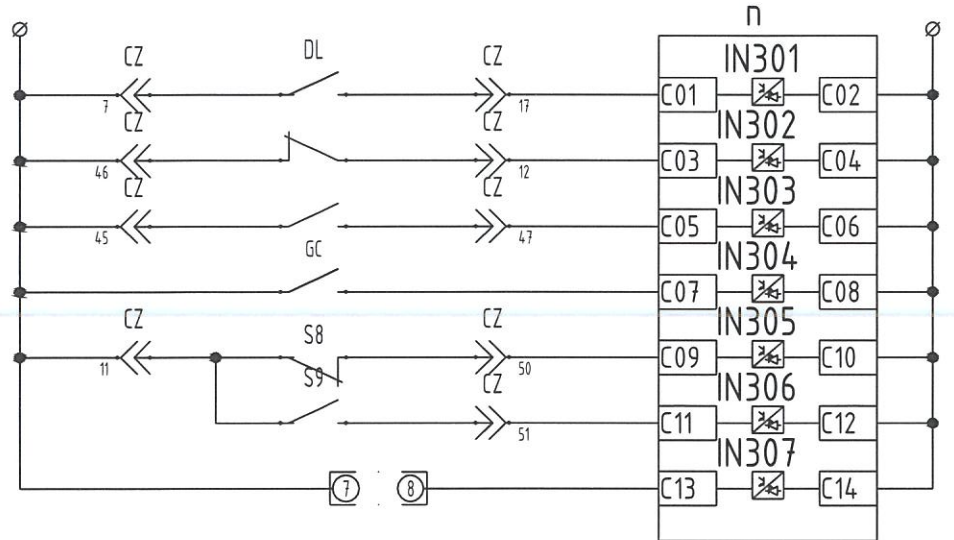 n
CZ DL CZ IN301
7 17 C01 C02
CZ CZ IN302
46 12 C03 C04
CZ CZ IN303
45 47 C05 C06
GC IN304
C07 C08
CZ S8 CZ IN305
11 50 C09 C10
S9 CZ IN306
51 C11 C12
IN307
7 8 C13 C14